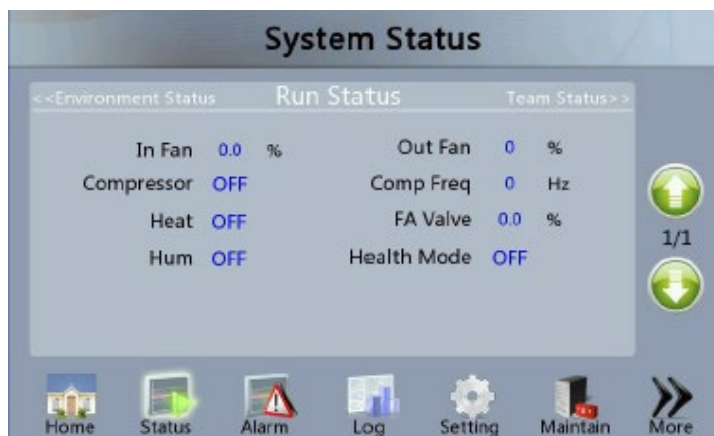 System Status
<<Environment Status Run Status Team Status>>
In Fan 0.0 % Out Fan 0 %
Compressor OFF Comp Freq 0 Hz
Heat OFF FA Valve 0.0 %
Hum OFF Health Mode OFF
1/1
Home Status Alarm Log Setting Maintain More